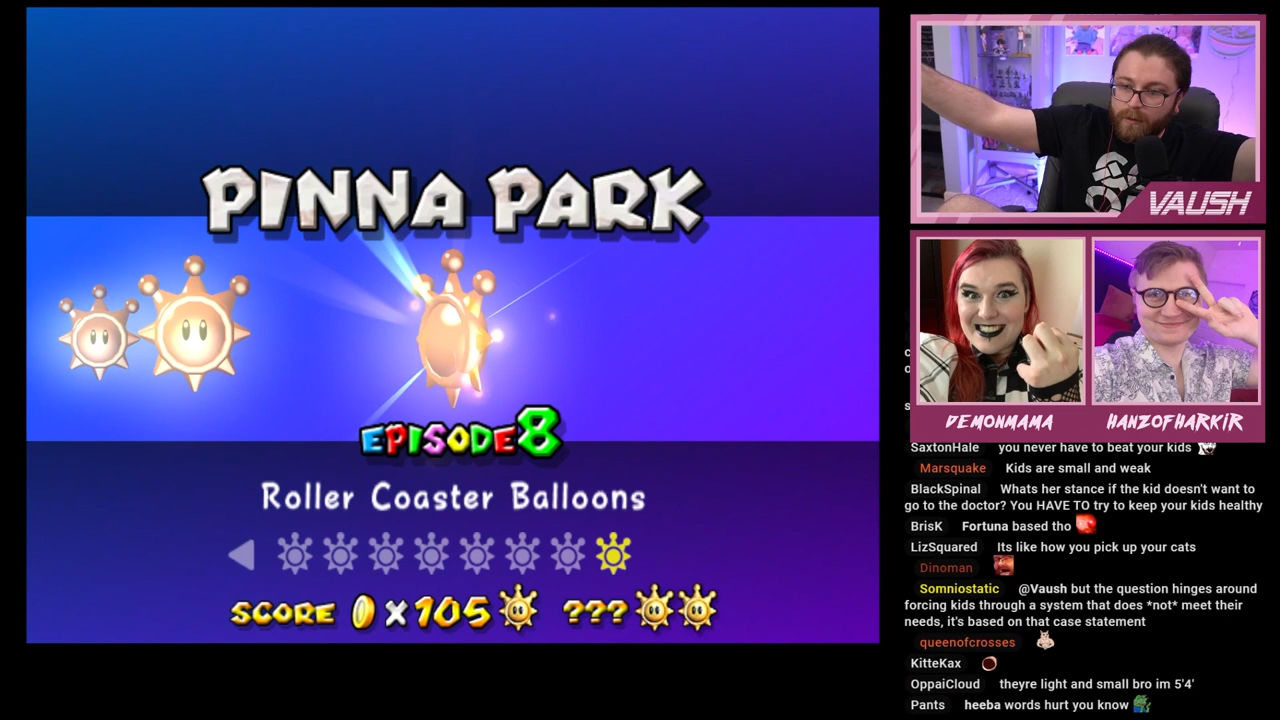 PINNA PARK
EPISODE 8
Roller Coaster Balloons
SCORE 0 x 105 ???
VAUSH
DEMONMAMA HANZOFHARKIR
SaxtonHale you never have to beat your kids
Marsquake Kids are small and weak
BlackSpinal Whats her stance if the kid doesn't want to
go to the doctor? You HAVE TO try to keep your kids healthy
BrisK Fortuna based tho
LizSquared Its like how you pick up your cats
Dinoman
Somniostatic @Vaush but the question hinges around
forcing kids through a system that does *not* meet their
needs, it's based on that case statement
queenofcrosses
KitteKax
OppaiCloud theyre light and small bro im 5'4'
Pants heeba words hurt you know